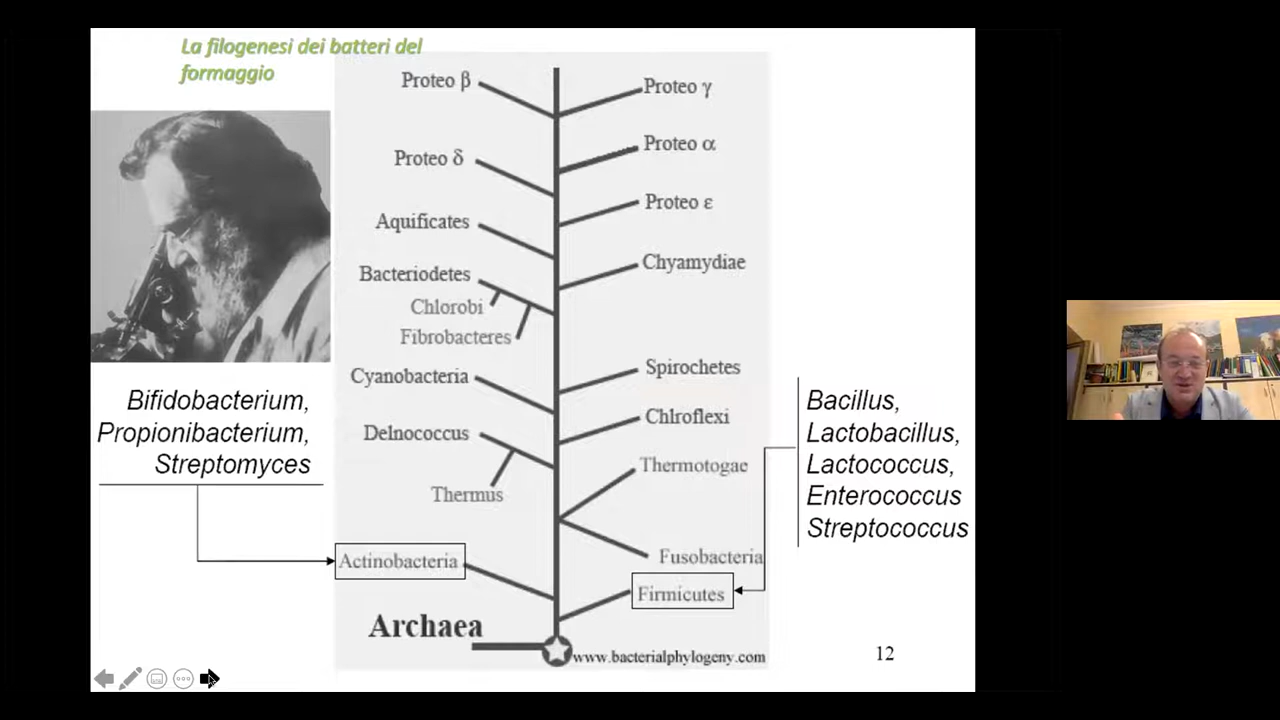 La filogenesi dei batteri del
formaggio
Proteo β
Proteo γ
Proteo α
Proteo δ
Proteo ε
Aquificates
Chyamydiae
Bacteriodetes
Chlorobi
Fibrobacteres
Spirochetes
Cyanobacteria
Chlroflexi
Delnococcus
Thermotogae
Thermus
Fusobacteria
Actinobacteria
Firmicutes
Archaea
www.bacterialphylogeny.com
Bifidobacterium,
Propionibacterium,
Streptomyces
Bacillus,
Lactobacillus,
Lactococcus,
Enterococcus
Streptococcus
12